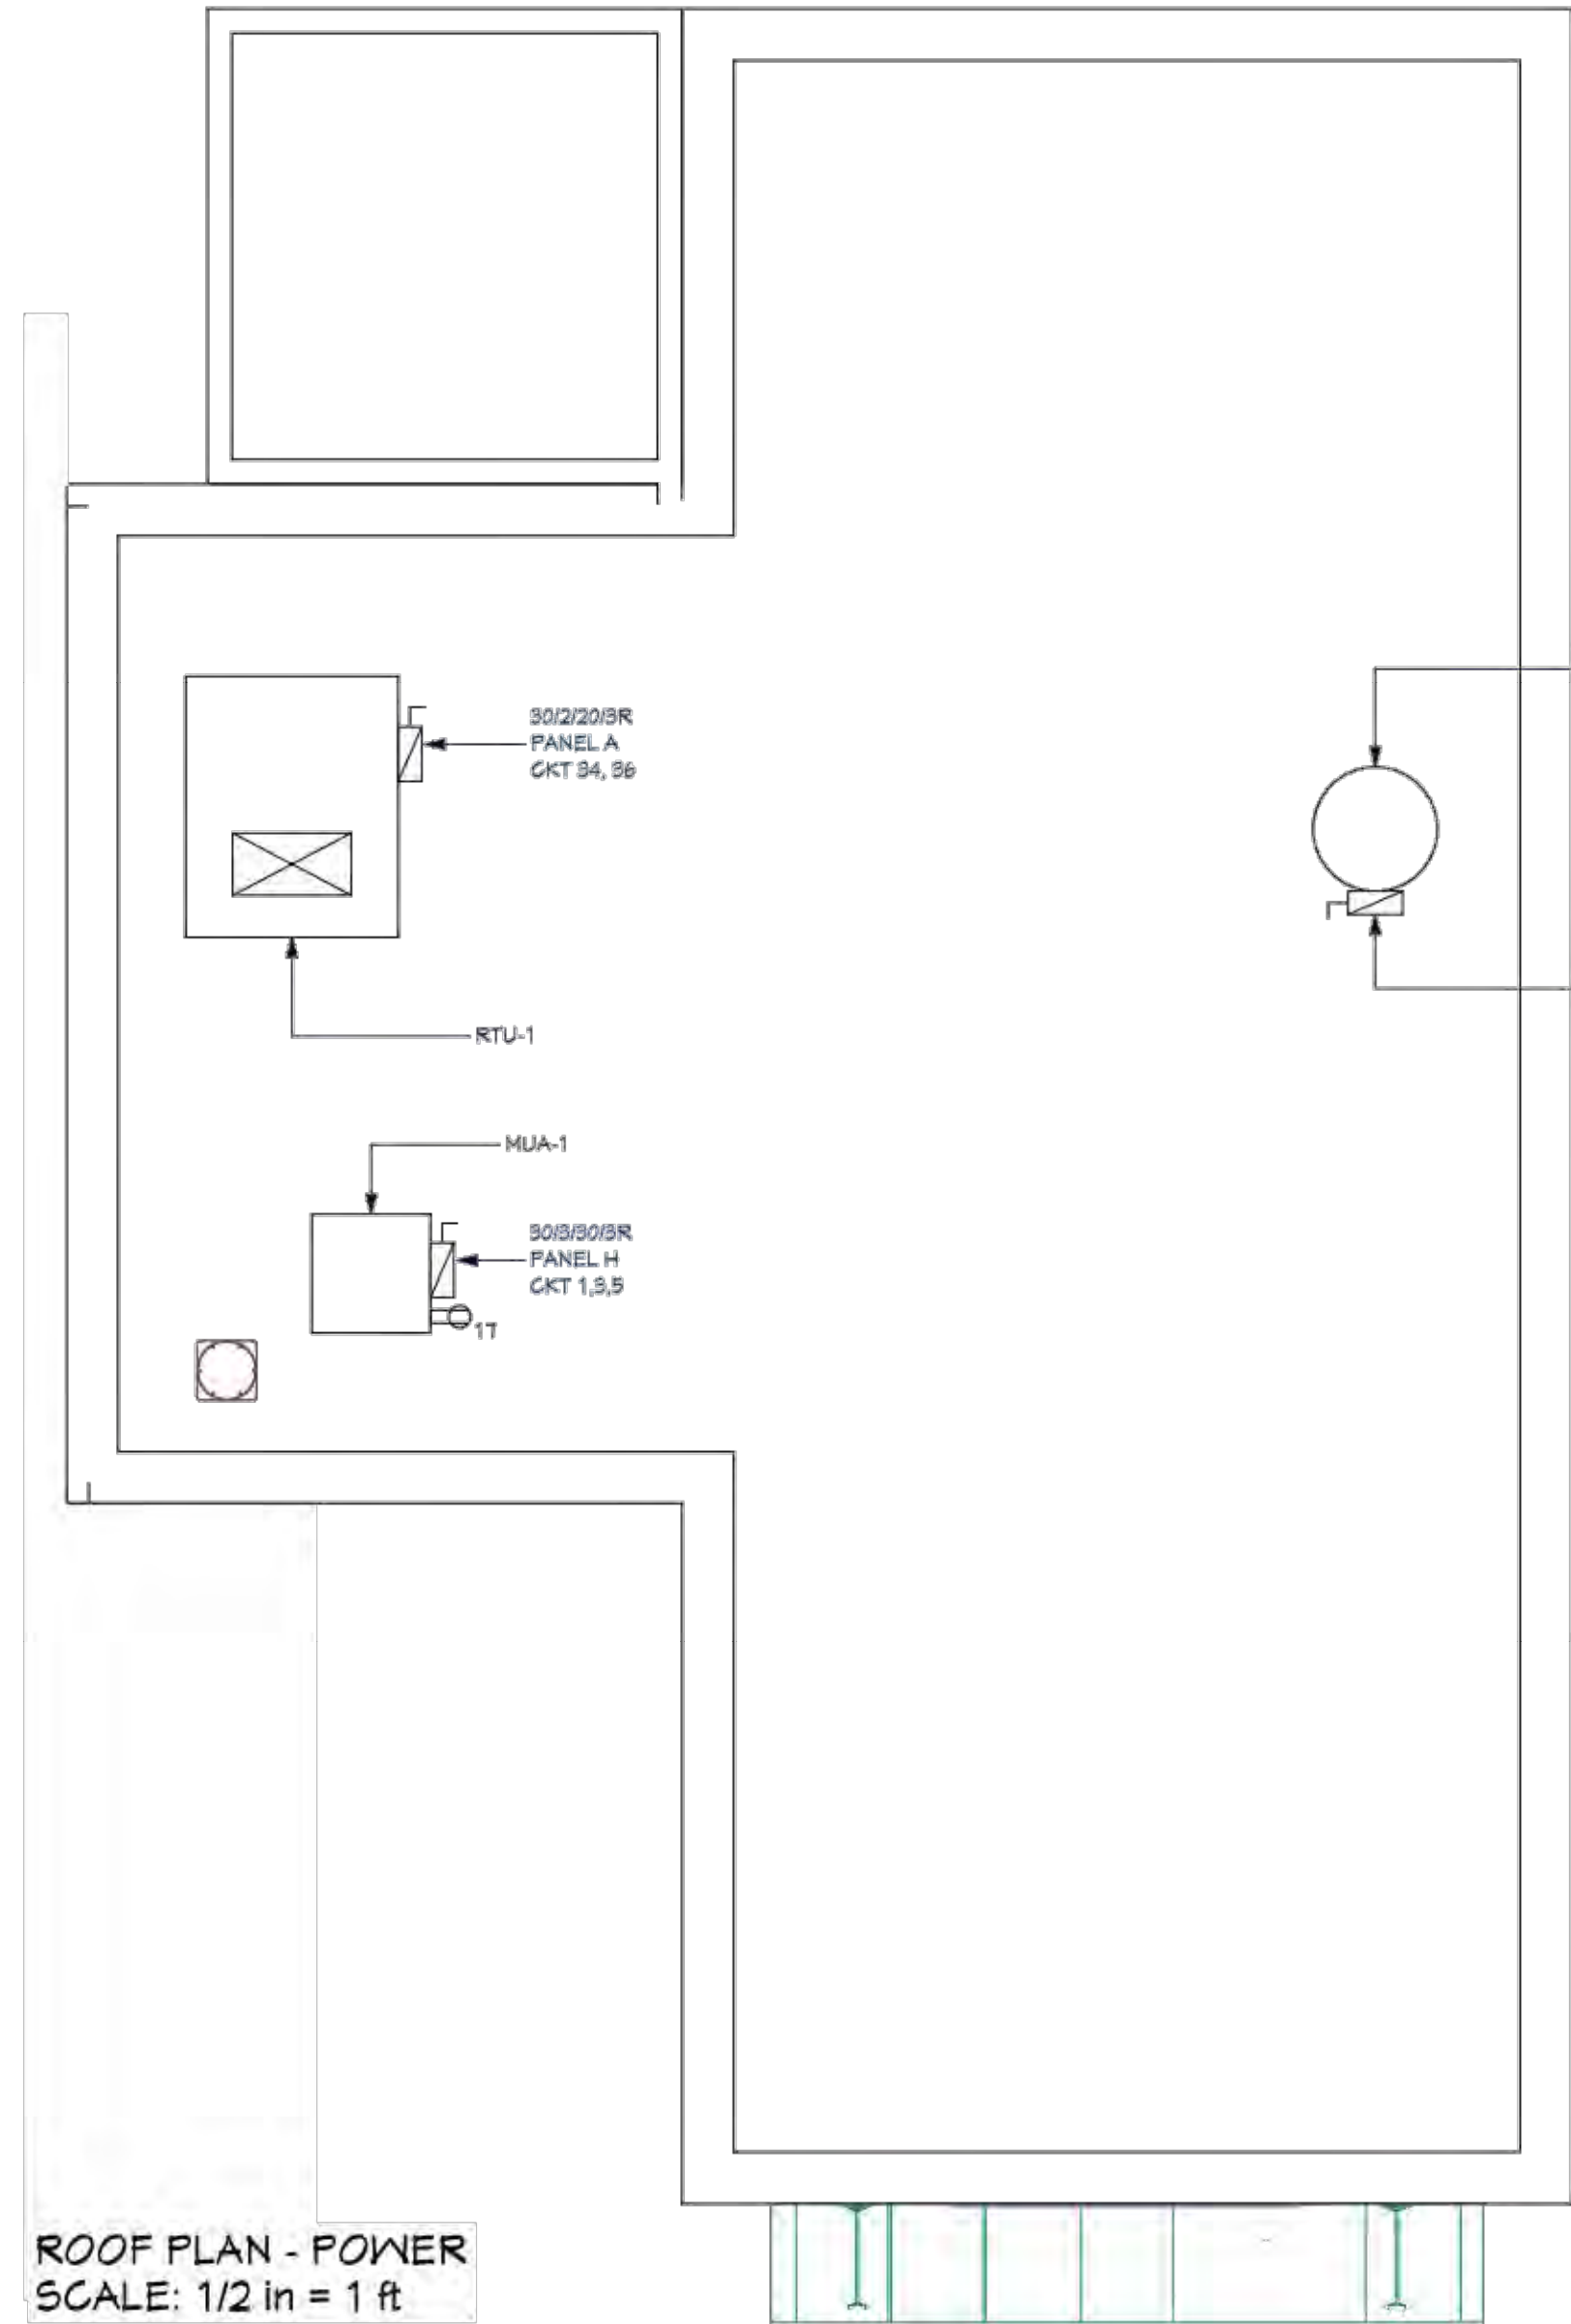 30/2/20/3R
PANEL A
CKT 34, 36
RTU-1
MUA-1
30/3/30/3R
PANEL H
CKT 1,3,5
17
ROOF PLAN - POWER
SCALE: 1/2 in = 1 ft